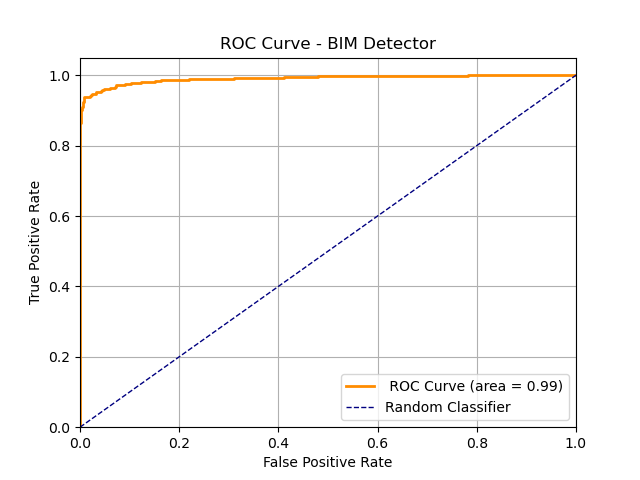 ROC Curve - BIM Detector
True Positive Rate
1.0
0.8
0.6
0.4
0.2
0.0
ROC Curve (area = 0.99)
Random Classifier
0.0 0.2 0.4 0.6 0.8 1.0
False Positive Rate